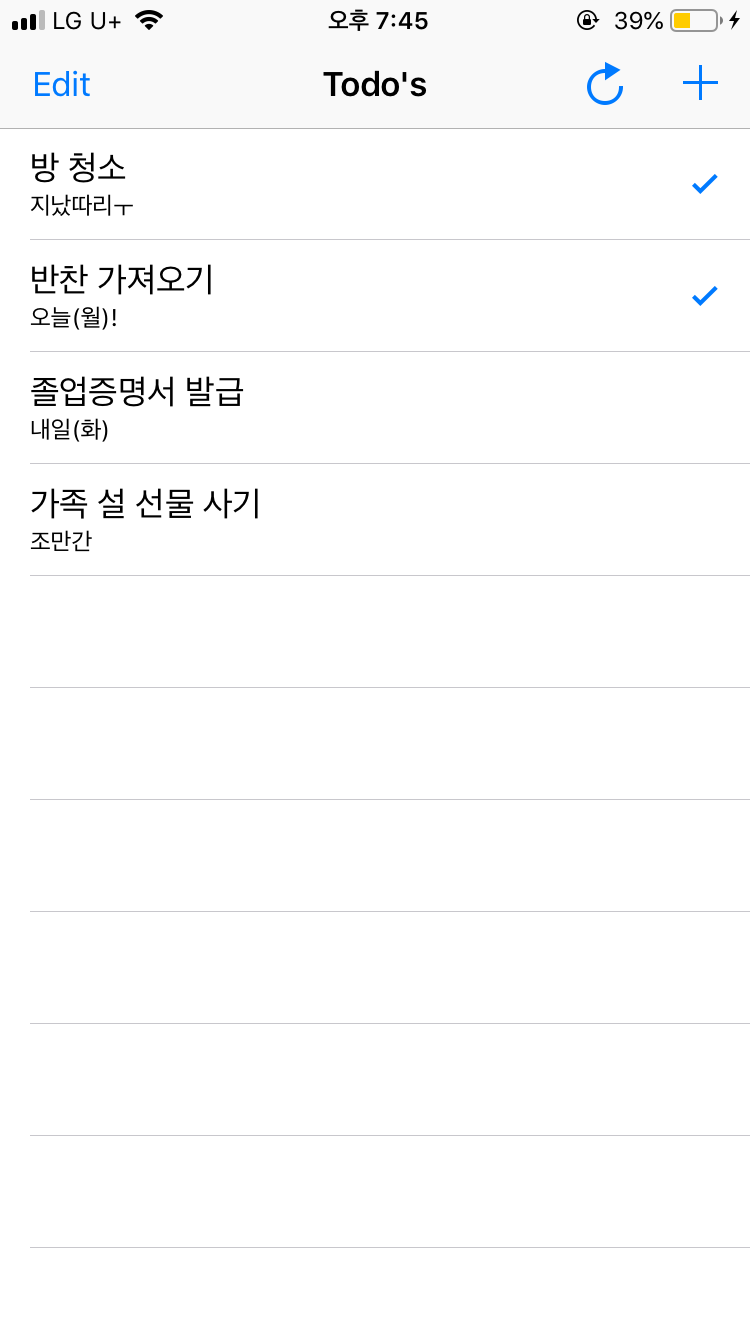 LG U+ 오후 7:45 39%
Edit Todo's
방 청소
지났따리ㅜ
반찬 가져오기
오늘(월)!
졸업증명서 발급
내일(화)
가족 설 선물 사기
조만간